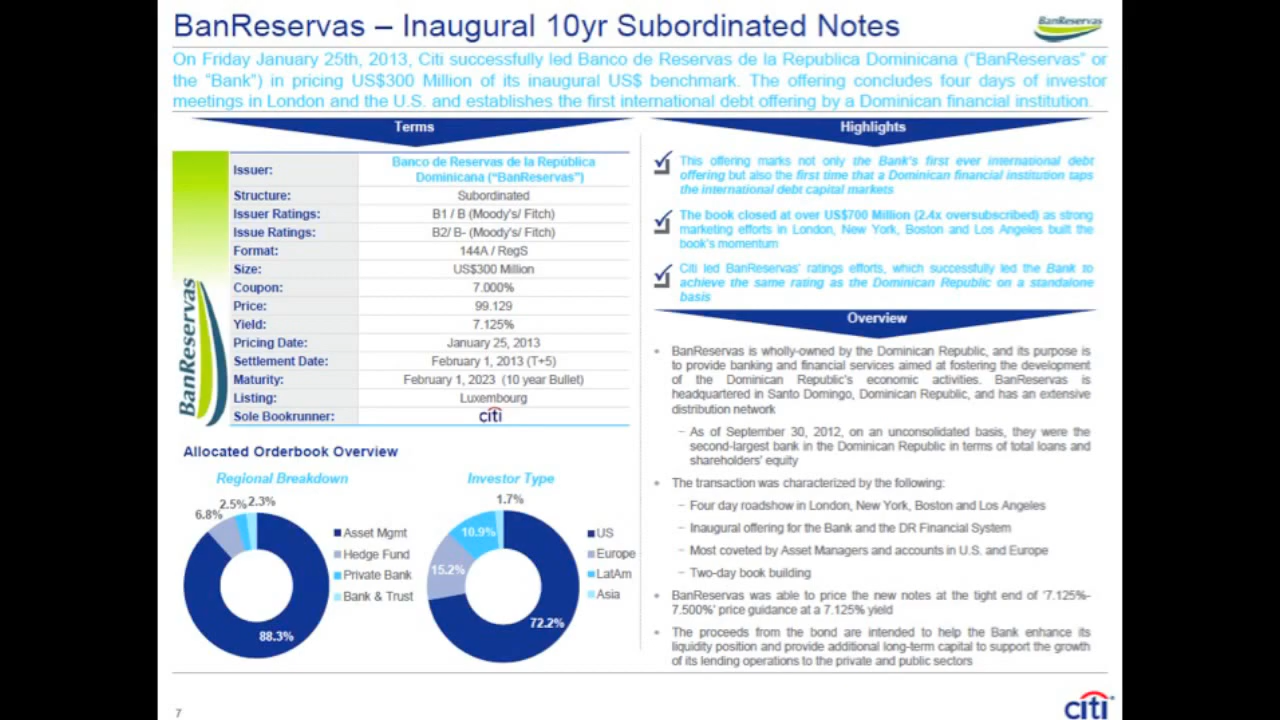 BanReservas – Inaugural 10yr Subordinated Notes
BanReservas
On Friday January 25th, 2013, Citi successfully led Banco de Reservas de la Republica Dominicana ("BanReservas" or
the "Bank") in pricing US$300 Million of its inaugural US$ benchmark. The offering concludes four days of investor
meetings in London and the U.S. and establishes the first international debt offering by a Dominican financial institution.
Terms
BanReservas
Issuer: Banco de Reservas de la República
Dominicana ("BanReservas")
Structure: Subordinated
Issuer Ratings: B1 / B (Moody's/ Fitch)
Issue Ratings: B2/ B- (Moody's/ Fitch)
Format: 144A / RegS
Size: US$300 Million
Coupon: 7.000%
Price: 99.129
Yield: 7.125%
Pricing Date: January 25, 2013
Settlement Date: February 1, 2013 (T+5)
Maturity: February 1, 2023 (10 year Bullet)
Listing: Luxembourg
Sole Bookrunner: citi
Allocated Orderbook Overview
Regional Breakdown
6.8%
2.5%
2.3%
88.3%
Asset Mgmt
Hedge Fund
Private Bank
Bank & Trust
Investor Type
1.7%
10.9%
15.2%
72.2%
US
Europe
LatAm
Asia
Highlights
This offering marks not only the Bank's first ever international debt
offering but also the first time that a Dominican financial institution taps
the international debt capital markets
The book closed at over US$700 Million (2.4x oversubscribed) as strong
marketing efforts in London, New York, Boston and Los Angeles built the
book's momentum
Citi led BanReservas' ratings efforts, which successfully led the Bank to
achieve the same rating as the Dominican Republic on a standalone
basis
Overview
• BanReservas is wholly-owned by the Dominican Republic, and its purpose is
to provide banking and financial services aimed at fostering the development
of the Dominican Republic's economic activities. BanReservas is
headquartered in Santo Domingo, Dominican Republic, and has an extensive
distribution network
– As of September 30, 2012, on an unconsolidated basis, they were the
second-largest bank in the Dominican Republic in terms of total loans and
shareholders' equity
• The transaction was characterized by the following:
– Four day roadshow in London, New York, Boston and Los Angeles
– Inaugural offering for the Bank and the DR Financial System
– Most coveted by Asset Managers and accounts in U.S. and Europe
– Two-day book building
• BanReservas was able to price the new notes at the tight end of '7.125%-
7.500%' price guidance at a 7.125% yield
• The proceeds from the bond are intended to help the Bank enhance its
liquidity position and provide additional long-term capital to support the growth
of its lending operations to the private and public sectors
7
citi